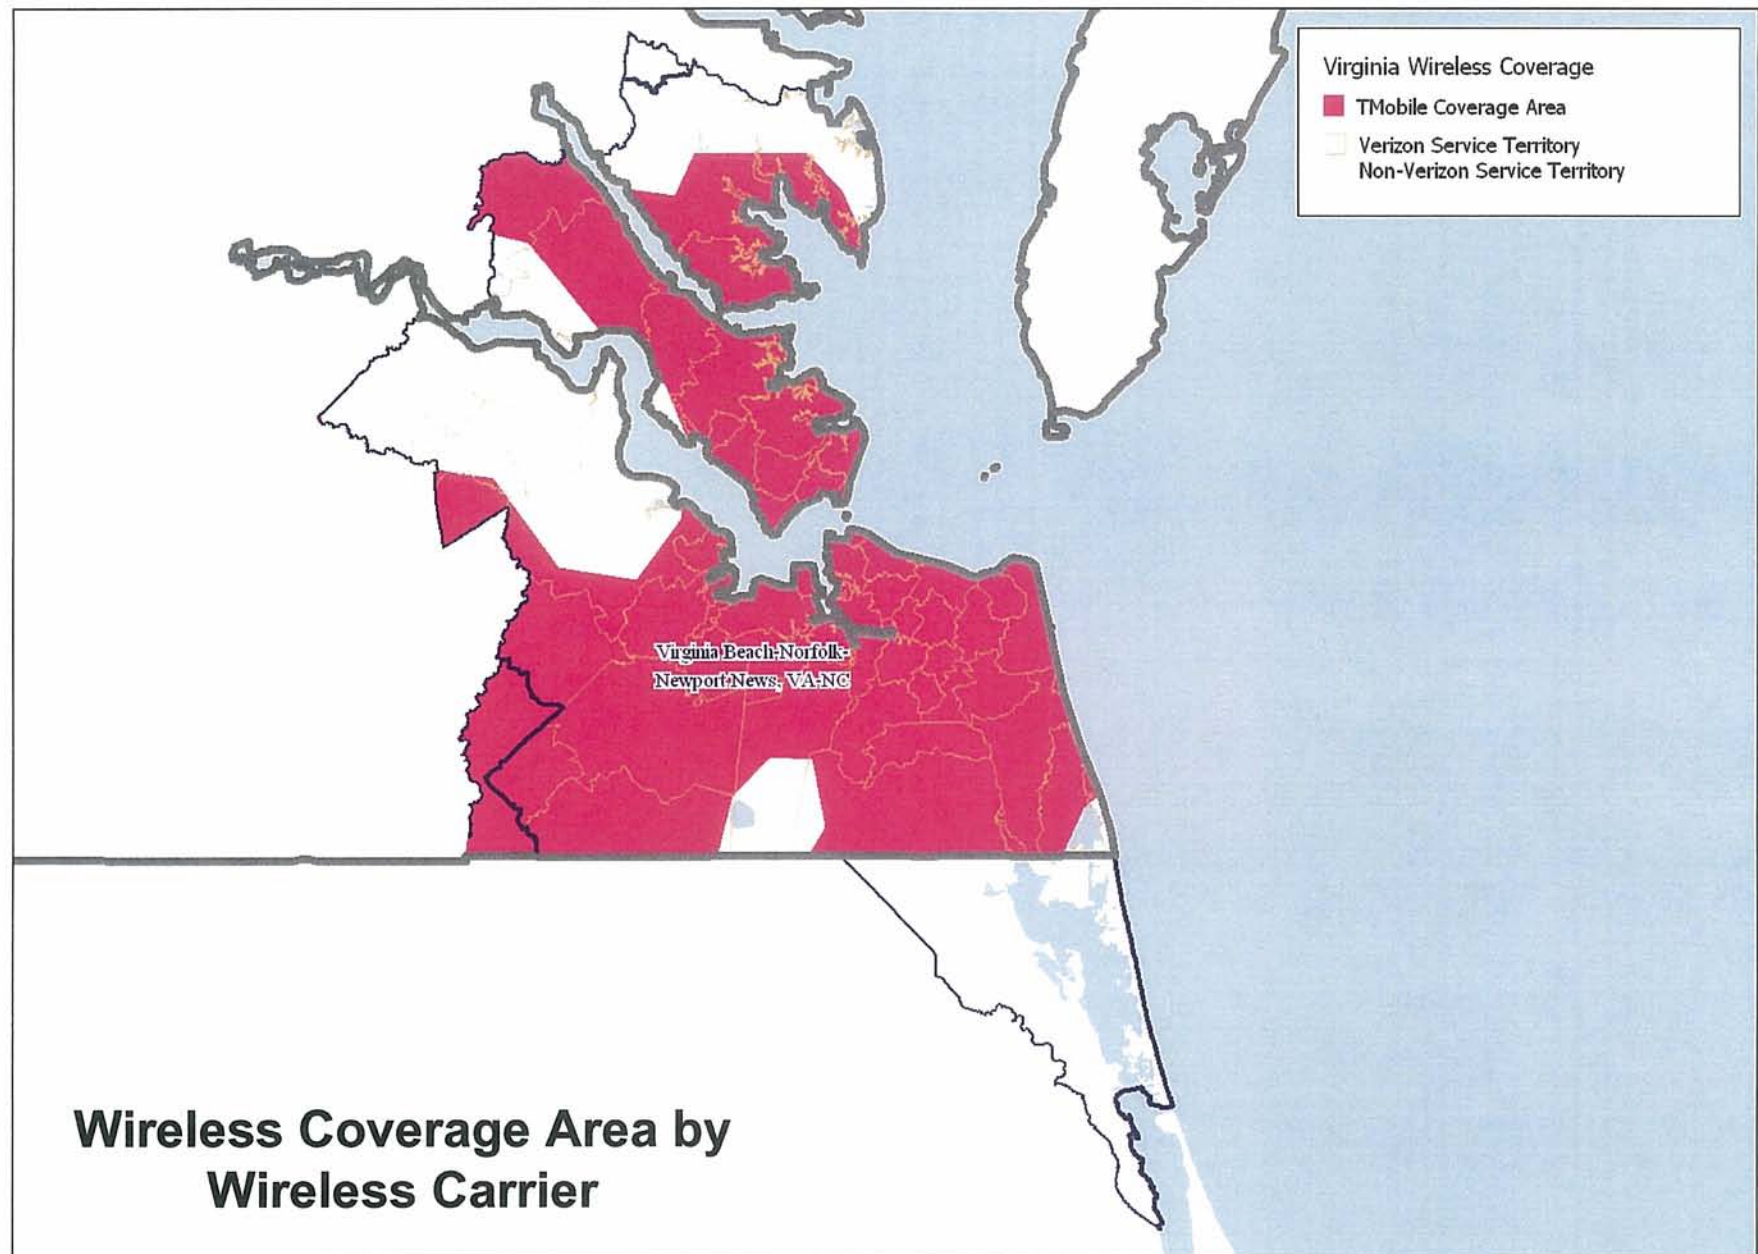 Virginia Wireless Coverage
TMobile Coverage Area
Verizon Service Territory
Non-Verizon Service Territory
Virginia Beach-Norfolk-
Newport News, VA-NC
Wireless Coverage Area by
Wireless Carrier